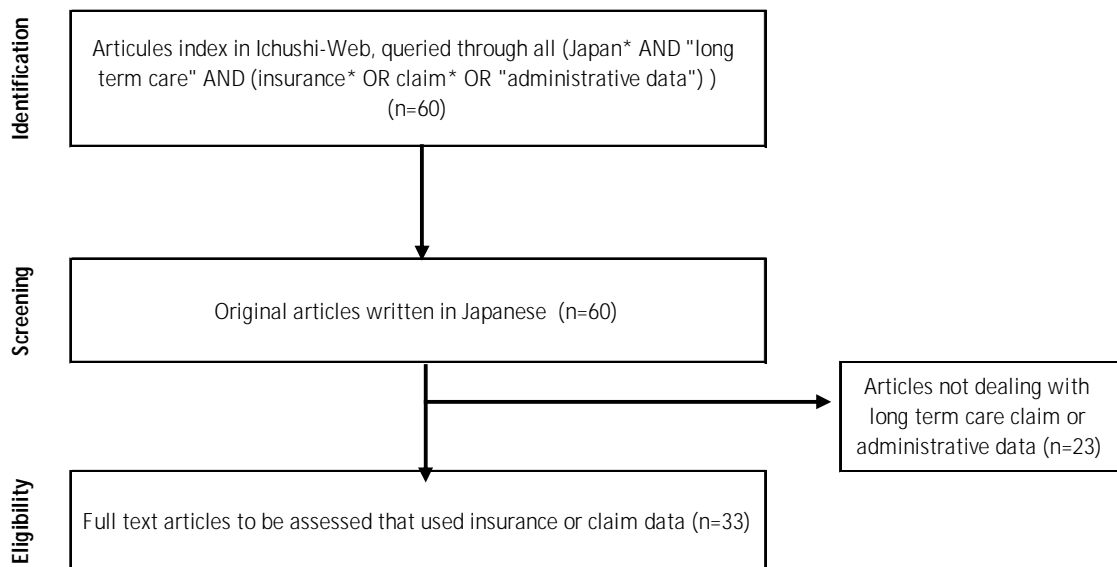 Identification
Articules index in Ichushi-Web, queried through all (Japan* AND "long
term care" AND (insurance* OR claim* OR "administrative data") )
(n=60)
Screening
Original articles written in Japanese (n=60)
Articles not dealing with
long term care claim or
administrative data (n=23)
Eligibility
Full text articles to be assessed that used insurance or claim data (n=33)